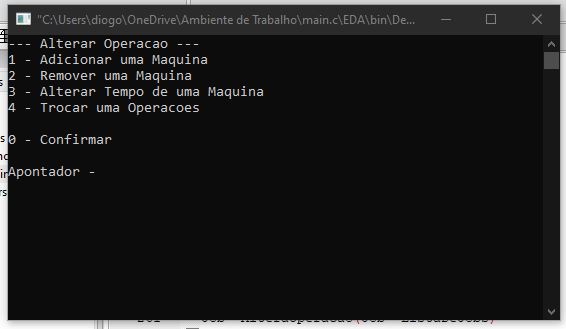 "C:\Users\diogo\OneDrive\Ambiente de Trabalho\main.c\EDA\bin\De...
--- Alterar Operacao ---
1 - Adicionar uma Maquina
2 - Remover uma Maquina
3 - Alterar Tempo de uma Maquina
4 - Trocar uma Operacoes
0 - Confirmar
Apontador -